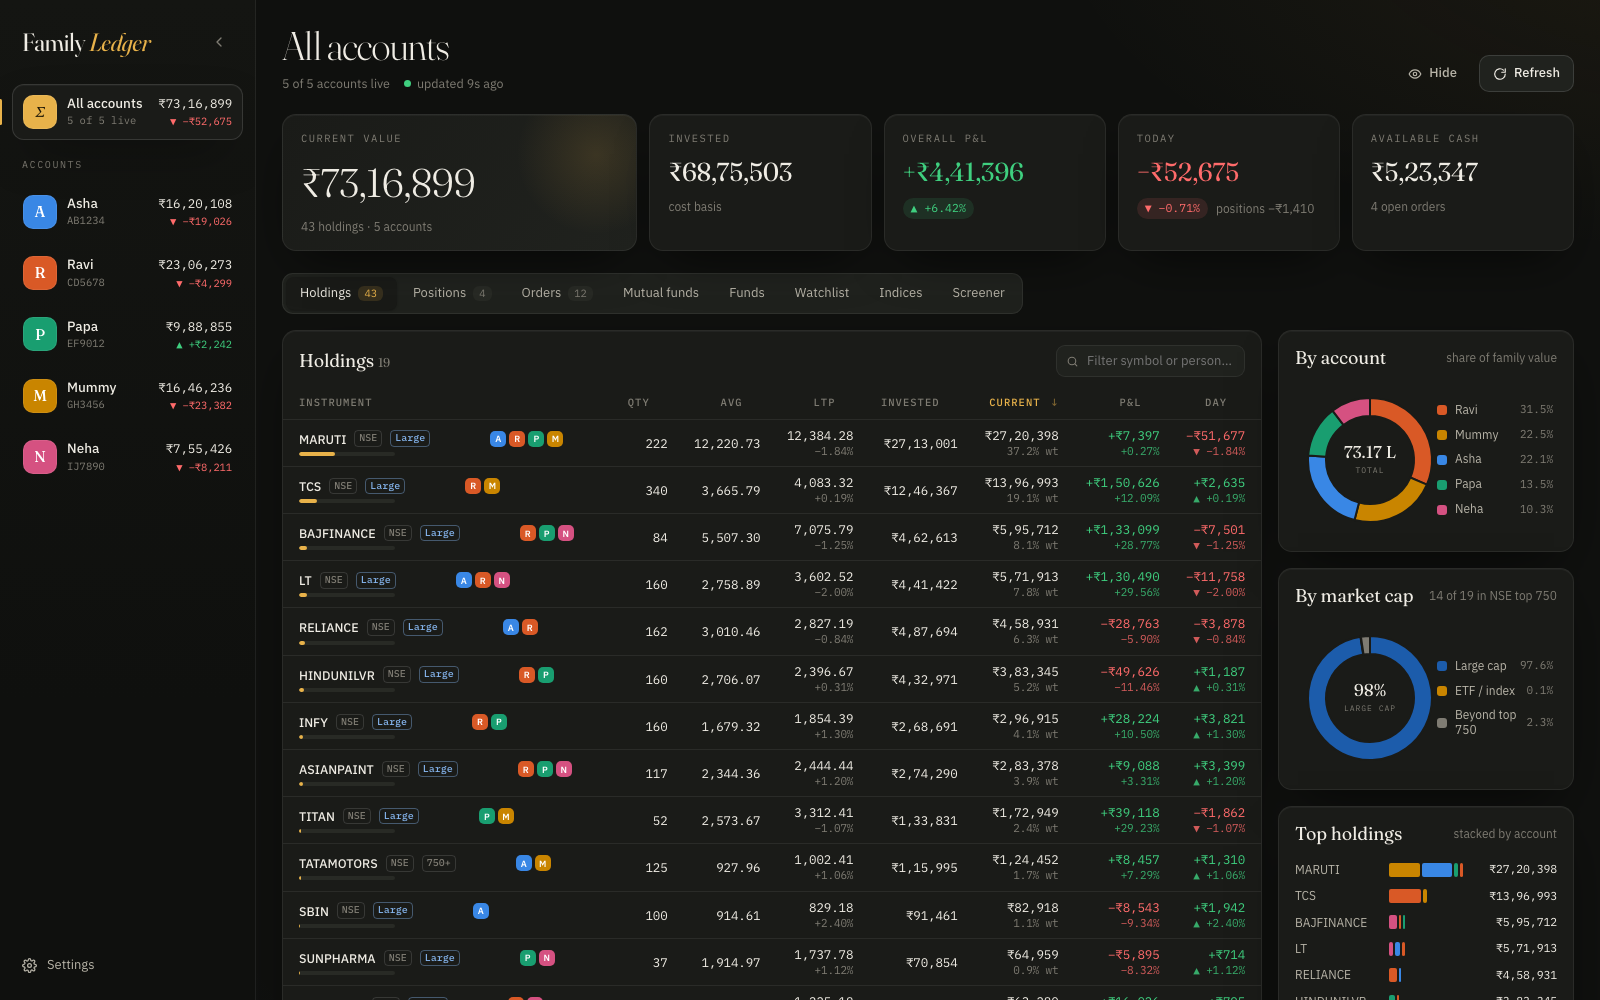 Family Ledger
Σ All accounts ₹73,16,899
5 of 5 live ▼ −₹52,675
ACCOUNTS
A Asha ₹16,20,108
AB1234 ▼ −₹19,026
R Ravi ₹23,06,273
CD5678 ▼ −₹4,299
P Papa ₹9,88,855
EF9012 ▲ +₹2,242
M Mummy ₹16,46,236
GH3456 ▼ −₹23,382
N Neha ₹7,55,426
IJ7890 ▼ −₹8,211
Settings
All accounts
5 of 5 accounts live updated 9s ago
Hide Refresh
CURRENT VALUE
₹73,16,899
43 holdings · 5 accounts
INVESTED
₹68,75,503
cost basis
OVERALL P&L
+₹4,41,396
▲ +6.42%
TODAY
−₹52,675
▼ −0.71% positions −₹1,410
AVAILABLE CASH
₹5,23,347
4 open orders
Holdings 43 Positions 4 Orders 12 Mutual funds Funds Watchlist Indices Screener
Holdings 19 Filter symbol or person…
INSTRUMENT QTY AVG LTP INVESTED CURRENT ↓ P&L DAY
MARUTI NSE Large A R P M 222 12,220.73 12,384.28 ₹27,13,001 ₹27,20,398 +₹7,397 −₹51,677
−1.84% 37.2% wt +0.27% ▼ −1.84%
TCS NSE Large R M 340 3,665.79 4,083.32 ₹12,46,367 ₹13,96,993 +₹1,50,626 +₹2,635
+0.19% 19.1% wt +12.09% ▲ +0.19%
BAJFINANCE NSE Large R P N 84 5,507.30 7,075.79 ₹4,62,613 ₹5,95,712 +₹1,33,099 −₹7,501
−1.25% 8.1% wt +28.77% ▼ −1.25%
LT NSE Large A R N 160 2,758.89 3,602.52 ₹4,41,422 ₹5,71,913 +₹1,30,490 −₹11,758
−2.00% 7.8% wt +29.56% ▼ −2.00%
RELIANCE NSE Large A R 162 3,010.46 2,827.19 ₹4,87,694 ₹4,58,931 −₹28,763 −₹3,878
−0.84% 6.3% wt −5.90% ▼ −0.84%
HINDUNILVR NSE Large R P 160 2,706.07 2,396.67 ₹4,32,971 ₹3,83,345 −₹49,626 +₹1,187
+0.31% 5.2% wt −11.46% ▲ +0.31%
INFY NSE Large R P 160 1,679.32 1,854.39 ₹2,68,691 ₹2,96,915 +₹28,224 +₹3,821
+1.30% 4.1% wt +10.50% ▲ +1.30%
ASIANPAINT NSE Large R P N 117 2,344.36 2,444.44 ₹2,74,290 ₹2,83,378 +₹9,088 +₹3,399
+1.20% 3.9% wt +3.31% ▲ +1.20%
TITAN NSE Large P M 52 2,573.67 3,312.41 ₹1,33,831 ₹1,72,949 +₹39,118 −₹1,862
−1.07% 2.4% wt +29.23% ▼ −1.07%
TATAMOTORS NSE 750+ A M 125 927.96 1,002.41 ₹1,15,995 ₹1,24,452 +₹8,457 +₹1,310
+1.06% 1.7% wt +7.29% ▲ +1.06%
SBIN NSE Large A 100 914.61 829.18 ₹91,461 ₹82,918 −₹8,543 +₹1,942
+2.40% 1.1% wt −9.34% ▲ +2.40%
SUNPHARMA NSE Large P N 37 1,914.97 1,737.78 ₹70,854 ₹64,959 −₹5,895 +₹714
+1.12% 0.9% wt −8.32% ▲ +1.12%
By account share of family value
73.17 L
TOTAL
Ravi 31.5%
Mummy 22.5%
Asha 22.1%
Papa 13.5%
Neha 10.3%
By market cap 14 of 19 in NSE top 750
98%
LARGE CAP
Large cap 97.6%
ETF / index 0.1%
Beyond top 750 2.3%
Top holdings stacked by account
MARUTI ₹27,20,398
TCS ₹13,96,993
BAJFINANCE ₹5,95,712
LT ₹5,71,913
RELIANCE ₹4,58,931